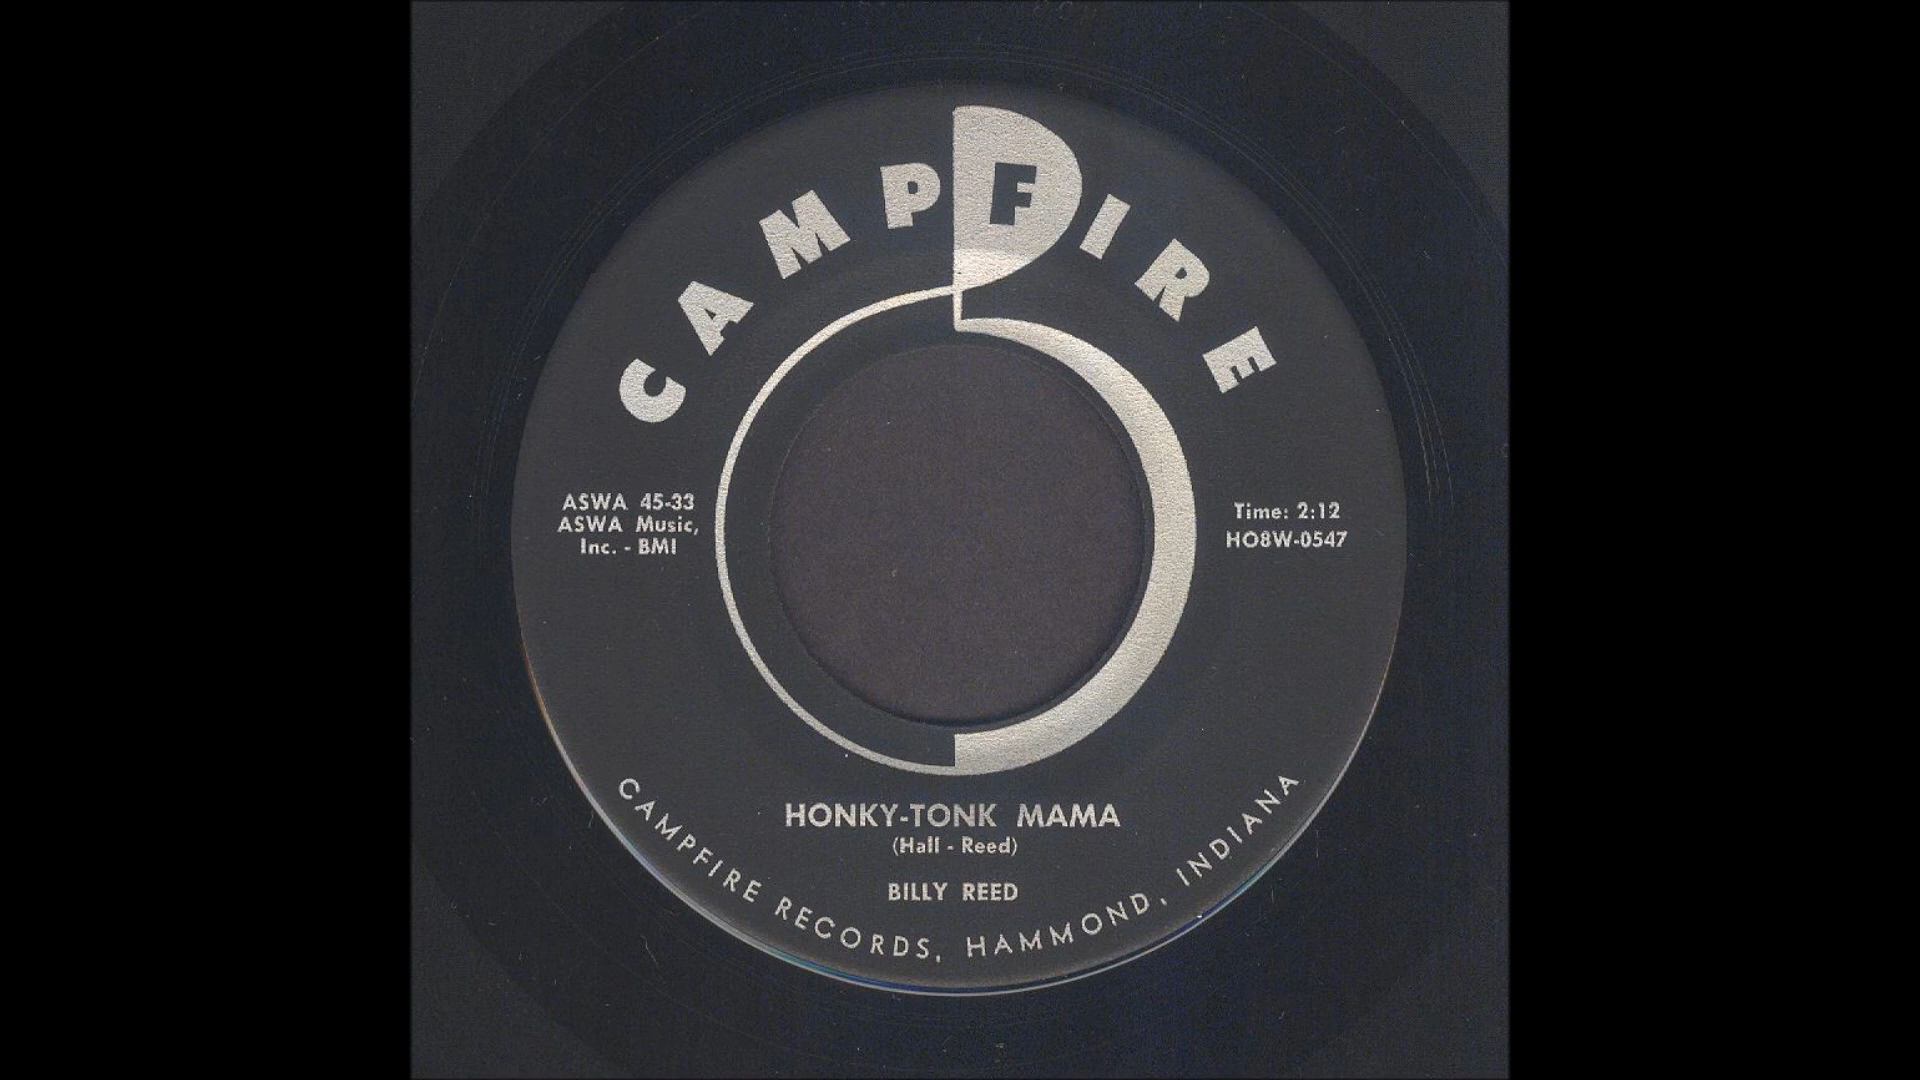 CAMPFIRE
ASWA 45-33
ASWA Music,
Inc. - BMI
Time: 2:12
HO8W-0547
HONKY-TONK MAMA
(Hall - Reed)
BILLY REED
CAMPFIRE RECORDS, HAMMOND, INDIANA